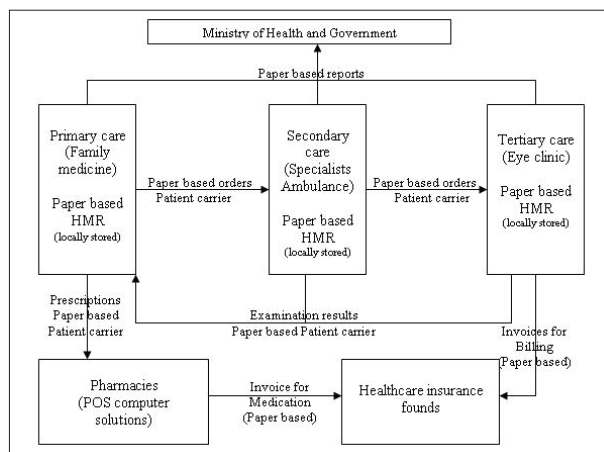 Ministry of Health and Government
Paper based reports
Primary care
(Family
medicine)
Paper based
HMR
(locally stored)
Paper based orders
Patient carrier
Secondary
care
(Specialists
Ambulance)
Paper based
HMR
(locally stored)
Paper based orders
Patient carrier
Tertiary care
(Eye clinic)
Paper based
HMR
(locally stored)
Prescriptions
Paper based
Patient carrier
Examination results
Paper based Patient carrier
Invoices for
Billing
(Paper based)
Pharmacies
(POS computer
solutions)
Invoice for
Medication
(Paper based)
Healthcare insurance
founds